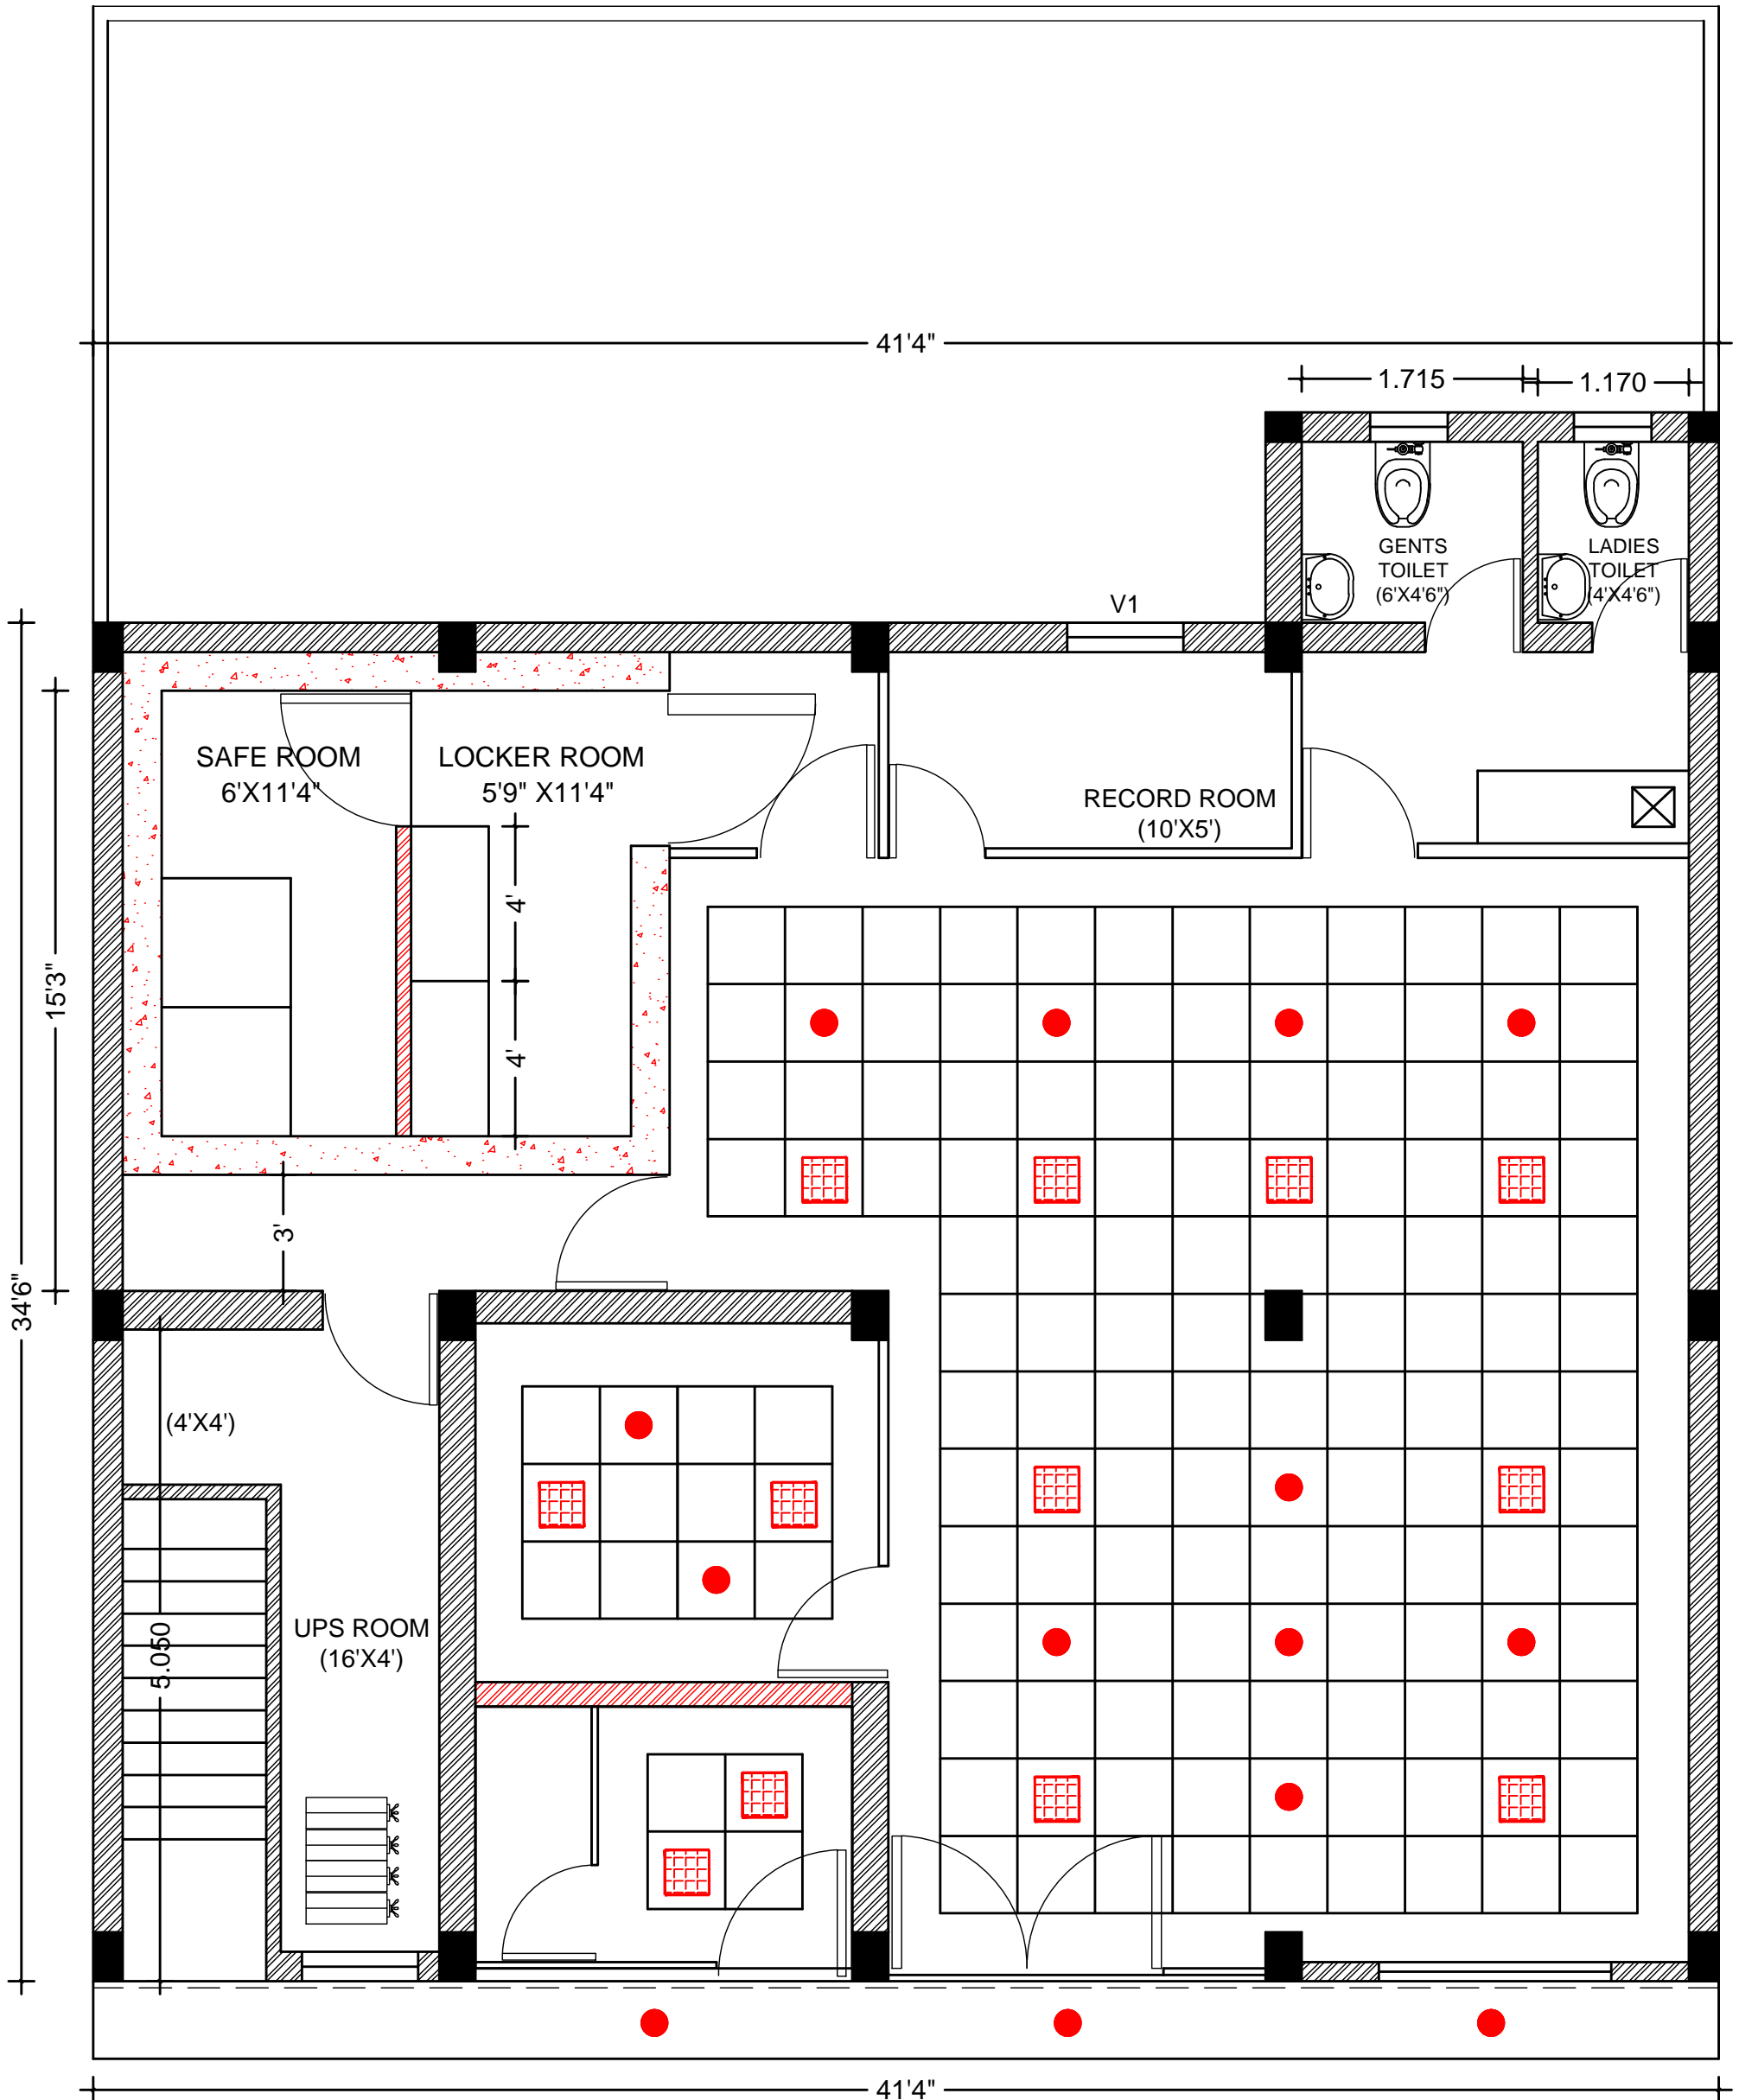 41'4"
1.715
1.170
GENTS
TOILET
(6'X4'6")
LADIES
TOILET
(4'X4'6")
V1
SAFE ROOM
6'X11'4"
LOCKER ROOM
5'9" X11'4"
RECORD ROOM
(10'X5')
4'
15'3"
4'
3'
34'6"
(4'X4')
UPS ROOM
(16'X4')
5.050
41'4"